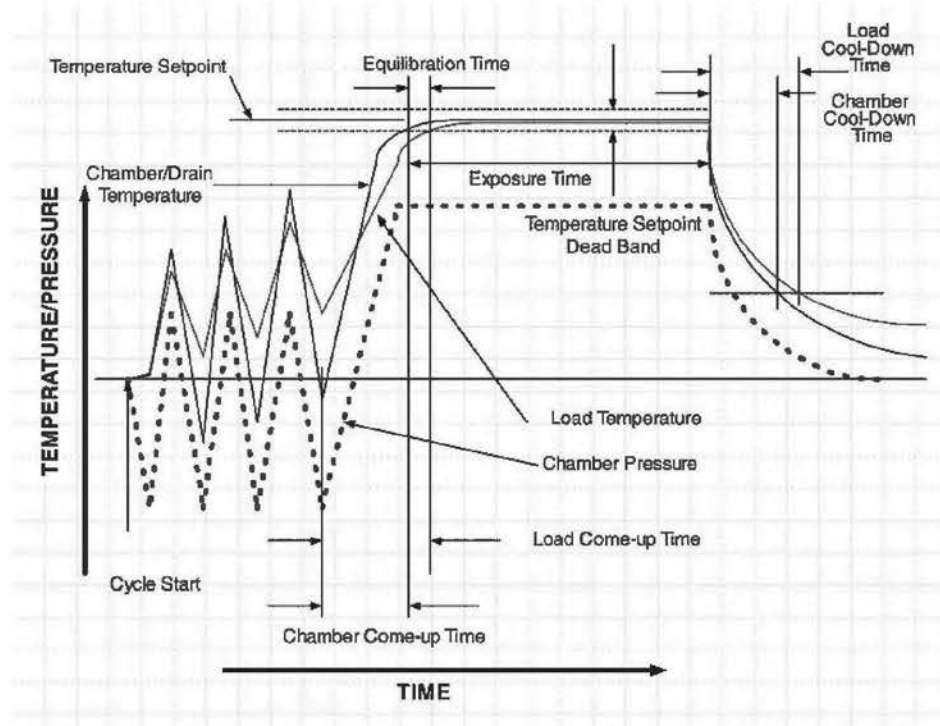 Load
Cool-Down
Time
Temperature Setpoint
Equilibration Time
Chamber
Cool-Down
Time
Chamber/Drain
Temperature
Exposure Time
Temperature Setpoint
Dead Band
TEMPERATURE/PRESSURE
Load Temperature
Chamber Pressure
Load Come-up Time
Cycle Start
Chamber Come-up Time
TIME